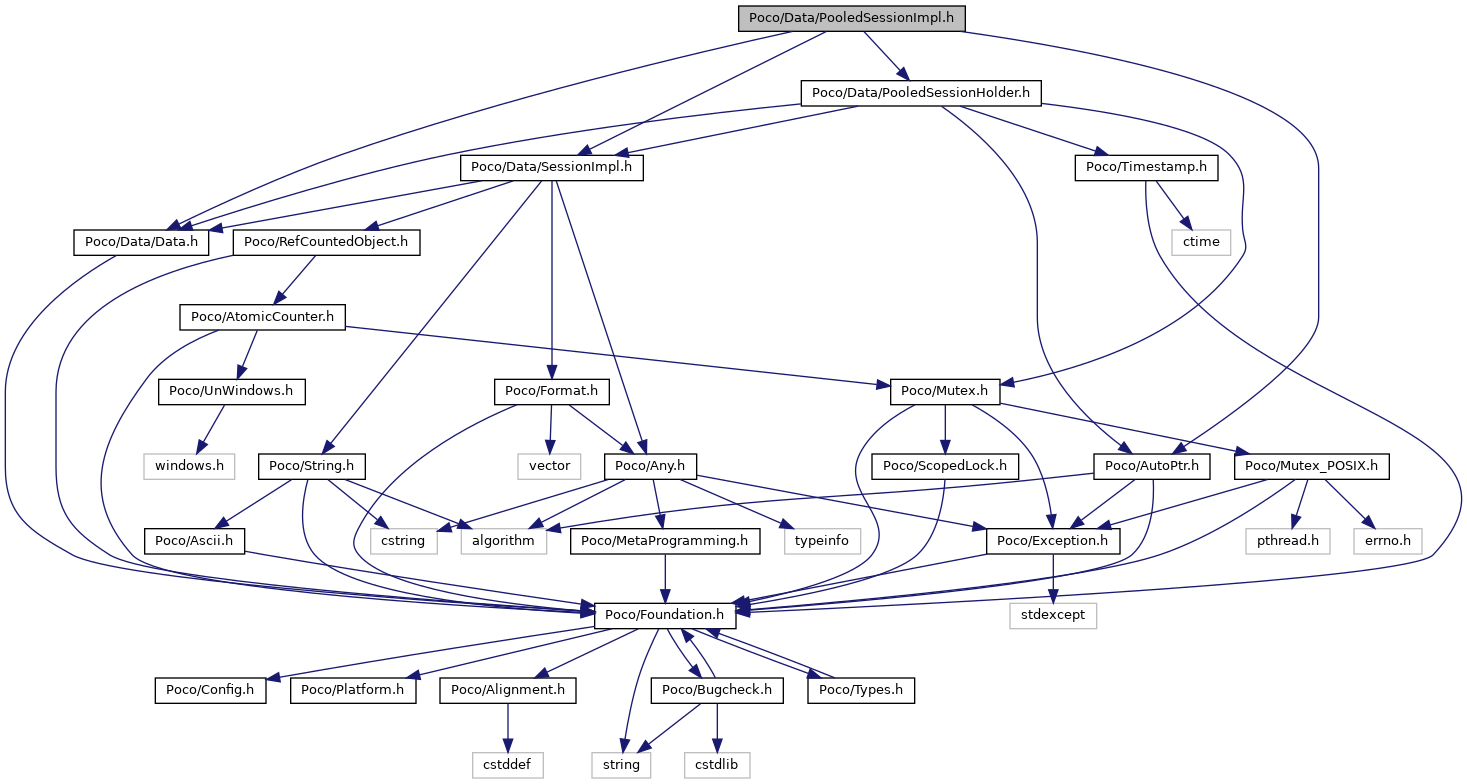 Poco/Data/PooledSessionImpl.h
Poco/Data/PooledSessionHolder.h
Poco/Data/SessionImpl.h
Poco/Timestamp.h
Poco/Data/Data.h
Poco/RefCountedObject.h
ctime
Poco/AtomicCounter.h
Poco/UnWindows.h
Poco/Format.h
Poco/Mutex.h
windows.h
Poco/String.h
vector
Poco/Any.h
Poco/ScopedLock.h
Poco/AutoPtr.h
Poco/Mutex_POSIX.h
Poco/Ascii.h
cstring
algorithm
Poco/MetaProgramming.h
typeinfo
Poco/Exception.h
pthread.h
errno.h
Poco/Foundation.h
stdexcept
Poco/Config.h
Poco/Platform.h
Poco/Alignment.h
Poco/Bugcheck.h
Poco/Types.h
cstddef
string
cstdlib